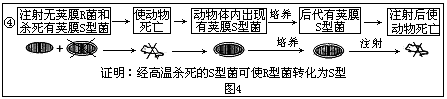 ④
注射无荚膜R菌和
杀死有荚膜S型菌
使动物
死亡
动物体内出现
有荚膜S型菌
培养
后代有荚膜
S型菌
注射后使
动物死亡
+
培养
注射
证明：经高温杀死的S型菌可使R型菌转化为S型
图4